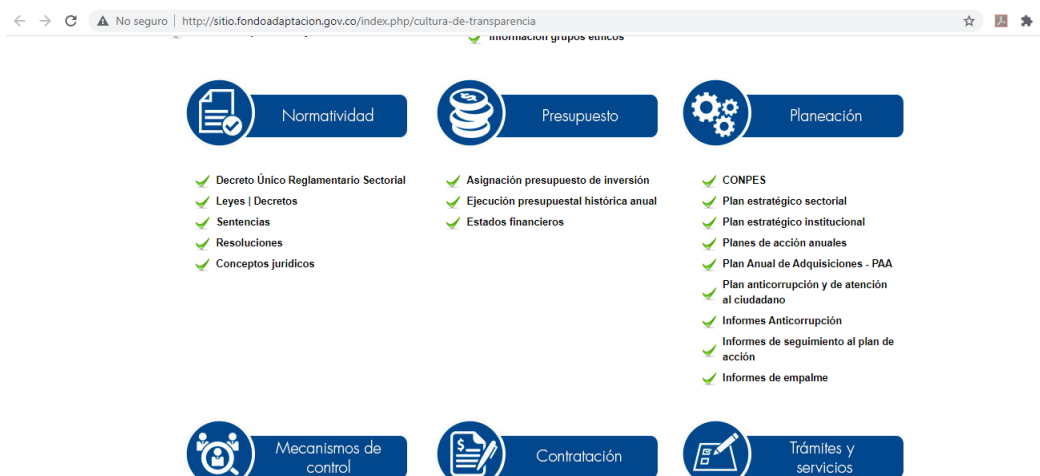 No seguro | http://sitio.fondoadaptacion.gov.co/index.php/cultura-de-transparencia
Información grupos étnicos
Normatividad
Decreto Único Reglamentario Sectorial
Leyes | Decretos
Sentencias
Resoluciones
Conceptos jurídicos
Presupuesto
Asignación presupuesto de inversión
Ejecución presupuestal histórica anual
Estados financieros
Planeación
CONPES
Plan estratégico sectorial
Plan estratégico institucional
Planes de acción anuales
Plan Anual de Adquisiciones - PAA
Plan anticorrupción y de atención
al ciudadano
Informes Anticorrupción
Informes de seguimiento al plan de
acción
Informes de empalme
Mecanismos de
control
Contratación
Trámites y
servicios